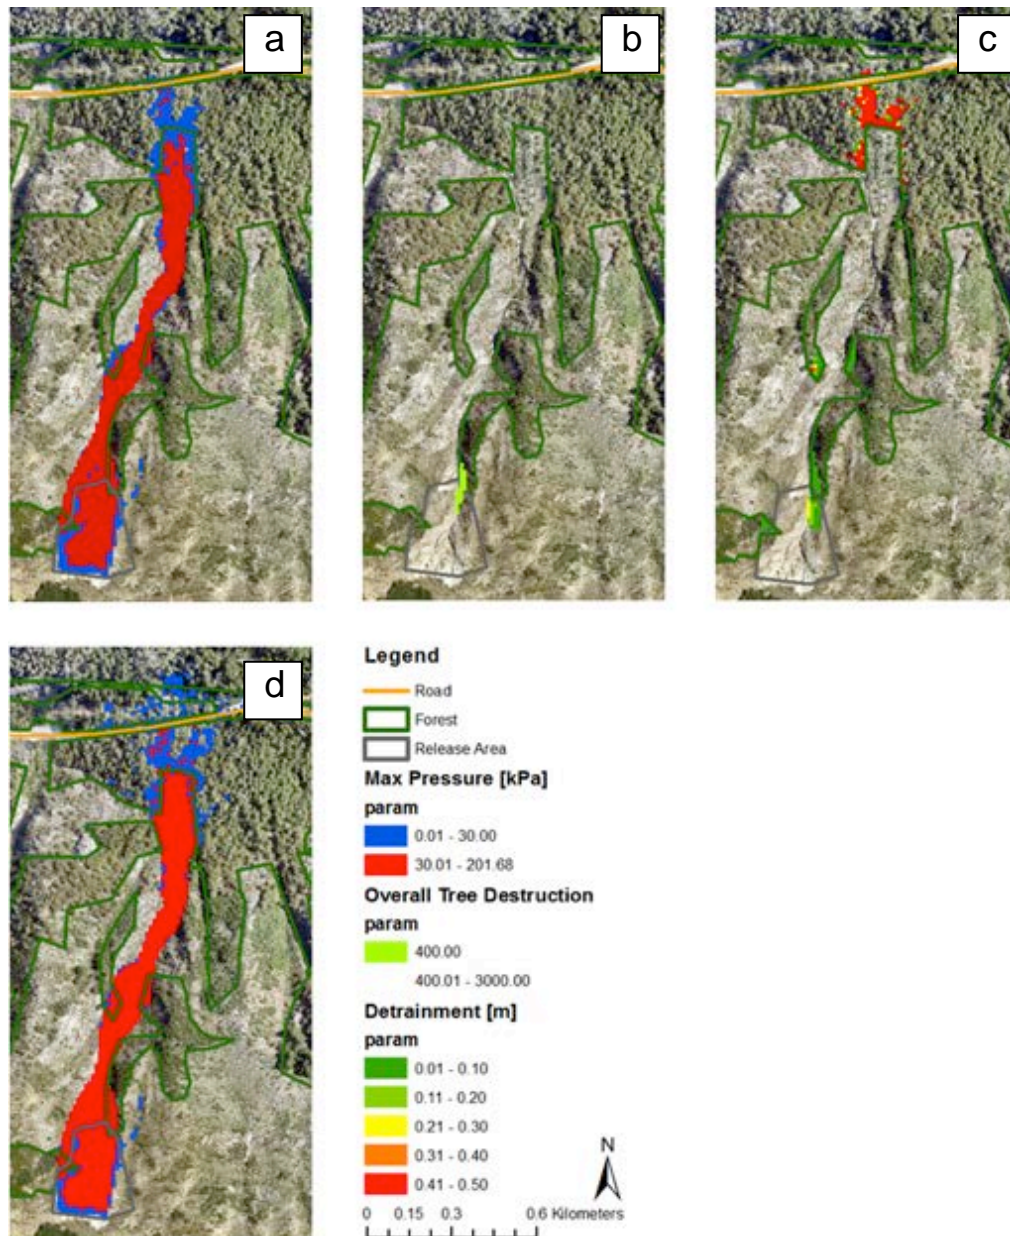 a
b
c
d
Legend
Road
Forest
Release Area
Max Pressure [kPa]
param
0.01 - 30.00
30.01 - 201.68
Overall Tree Destruction
param
400.00
400.01 - 3000.00
Detrainment [m]
param
0.01 - 0.10
0.11 - 0.20
0.21 - 0.30
0.31 - 0.40
0.41 - 0.50
N
0 0.15 0.3 0.6 Kilometers